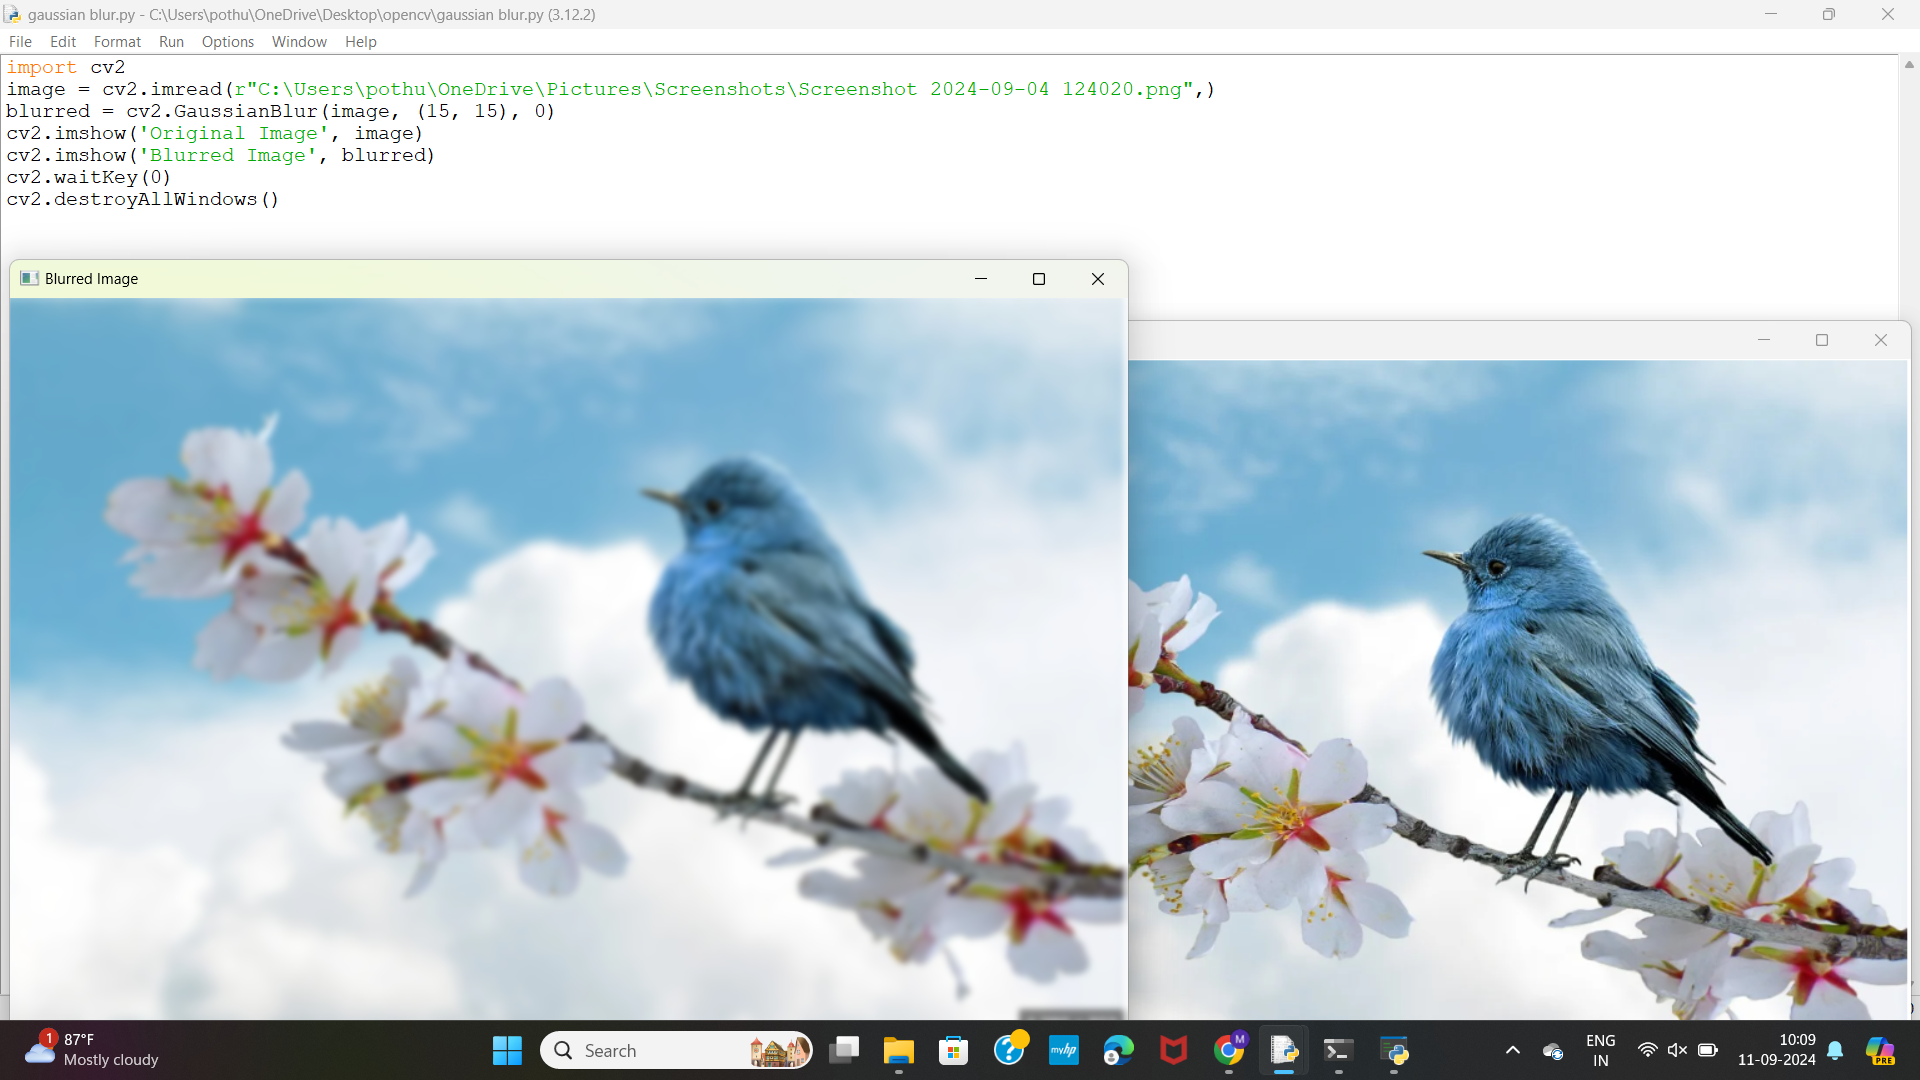 gaussian blur.py - C:\Users\pothu\OneDrive\Desktop\opencv\gaussian blur.py (3.12.2)
File Edit Format Run Options Window Help
import cv2
image = cv2.imread(r"C:\Users\pothu\OneDrive\Pictures\Screenshots\Screenshot 2024-09-04 124020.png",)
blurred = cv2.GaussianBlur(image, (15, 15), 0)
cv2.imshow('Original Image', image)
cv2.imshow('Blurred Image', blurred)
cv2.waitKey(0)
cv2.destroyAllWindows()
Blurred Image
1
87°F
Mostly cloudy
Search
myhp
M
ENG
IN
10:09
11-09-2024
PRE